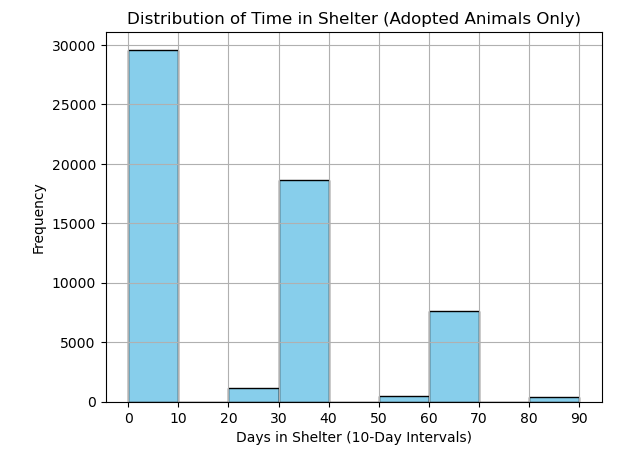 Distribution of Time in Shelter (Adopted Animals Only)
30000
25000
20000
15000
10000
5000
0
Frequency
0 10 20 30 40 50 60 70 80 90
Days in Shelter (10-Day Intervals)